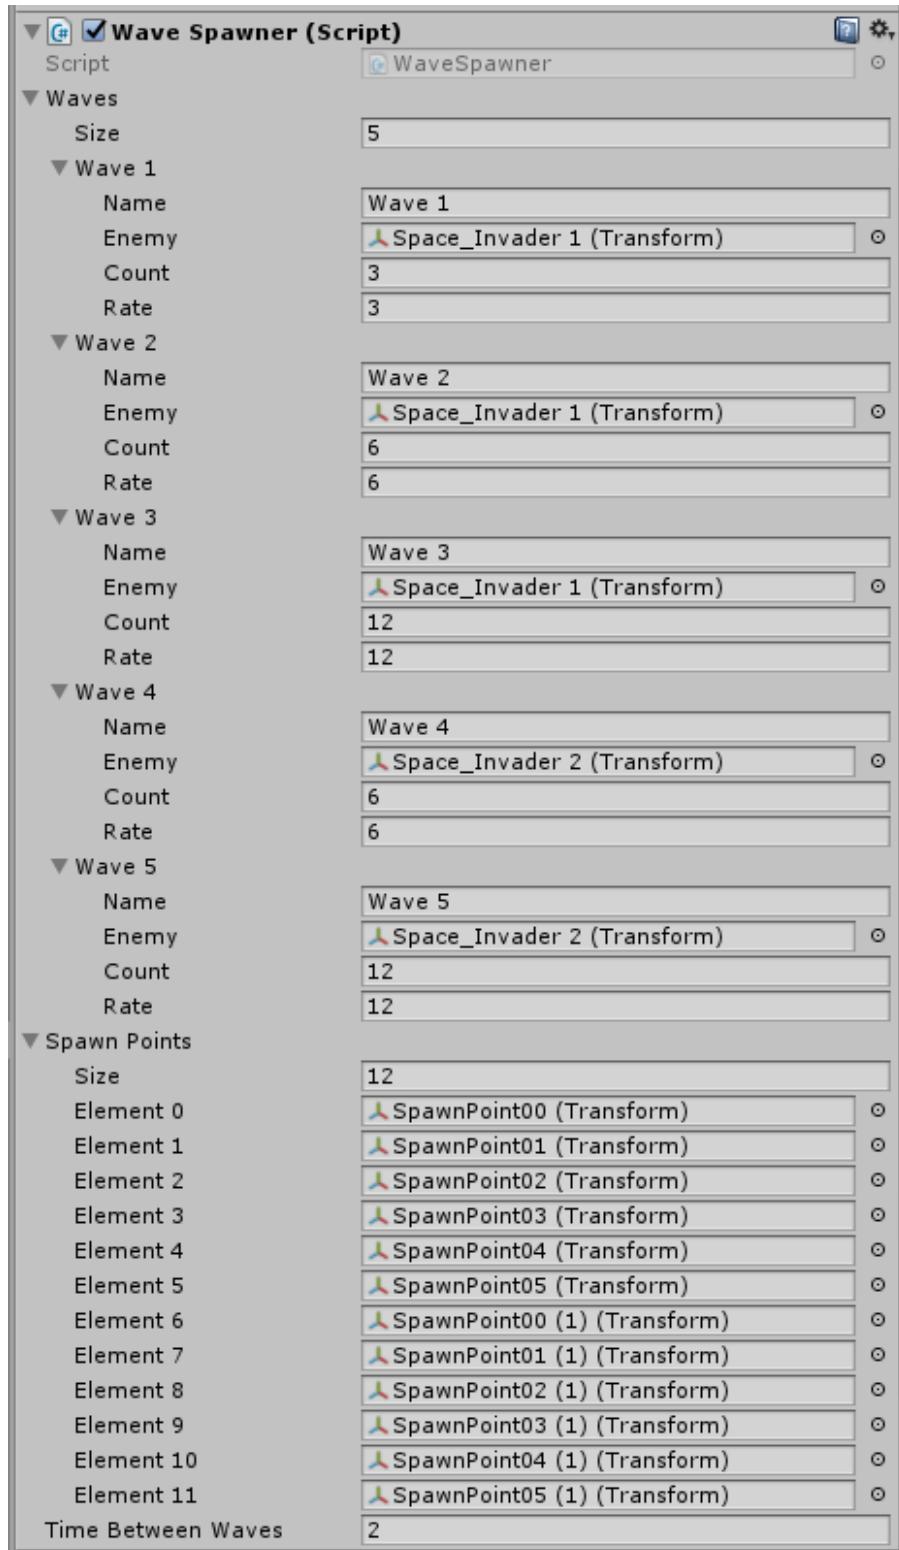 Wave Spawner (Script)
Script WaveSpawner
Waves
Size 5
Wave 1
Name Wave 1
Enemy Space_Invader 1 (Transform)
Count 3
Rate 3
Wave 2
Name Wave 2
Enemy Space_Invader 1 (Transform)
Count 6
Rate 6
Wave 3
Name Wave 3
Enemy Space_Invader 1 (Transform)
Count 12
Rate 12
Wave 4
Name Wave 4
Enemy Space_Invader 2 (Transform)
Count 6
Rate 6
Wave 5
Name Wave 5
Enemy Space_Invader 2 (Transform)
Count 12
Rate 12
Spawn Points
Size 12
Element 0 SpawnPoint00 (Transform)
Element 1 SpawnPoint01 (Transform)
Element 2 SpawnPoint02 (Transform)
Element 3 SpawnPoint03 (Transform)
Element 4 SpawnPoint04 (Transform)
Element 5 SpawnPoint05 (Transform)
Element 6 SpawnPoint00 (1) (Transform)
Element 7 SpawnPoint01 (1) (Transform)
Element 8 SpawnPoint02 (1) (Transform)
Element 9 SpawnPoint03 (1) (Transform)
Element 10 SpawnPoint04 (1) (Transform)
Element 11 SpawnPoint05 (1) (Transform)
Time Between Waves 2